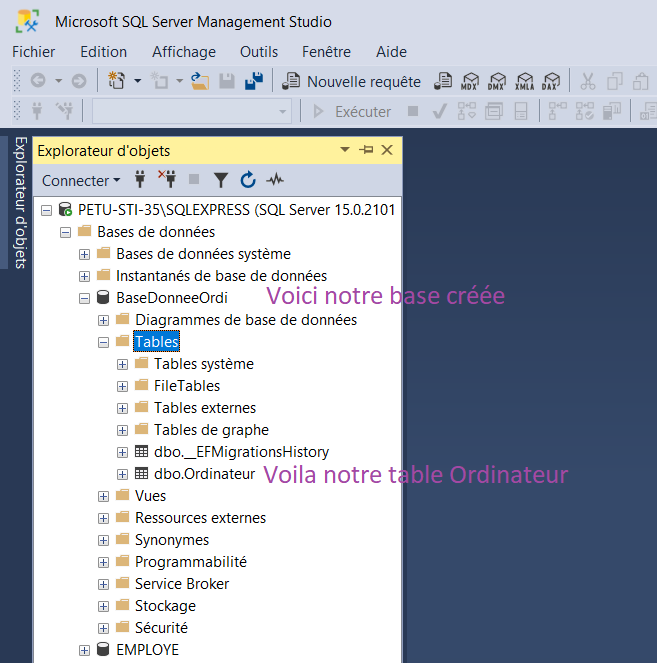 Microsoft SQL Server Management Studio
Fichier Edition Affichage Outils Fenêtre Aide
Nouvelle requête MDX DMX XMLA DAX
Exécuter
Explorateur d'objets
Explorateur d'objets
Connecter
PETU-STI-35\SQLEXPRESS (SQL Server 15.0.2101
Bases de données
Bases de données système
Instantanés de base de données
BaseDonneeOrdi Voici notre base créée
Diagrammes de base de données
Tables
Tables système
FileTables
Tables externes
Tables de graphe
dbo.__EFMigrationsHistory
dbo.Ordinateur Voila notre table Ordinateur
Vues
Ressources externes
Synonymes
Programmabilité
Service Broker
Stockage
Sécurité
EMPLOYE